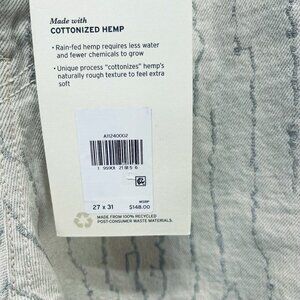 Made with
COTTONIZED HEMP
• Rain-fed hemp requires less water
and fewer chemicals to grow
• Unique process "cottonizes" hemp's
naturally rough texture to feel extra
soft
A11240002
27 x 31
MSRP
$148.00
MADE FROM 100% RECYCLED
POST-CONSUMER WASTE MATERIALS.